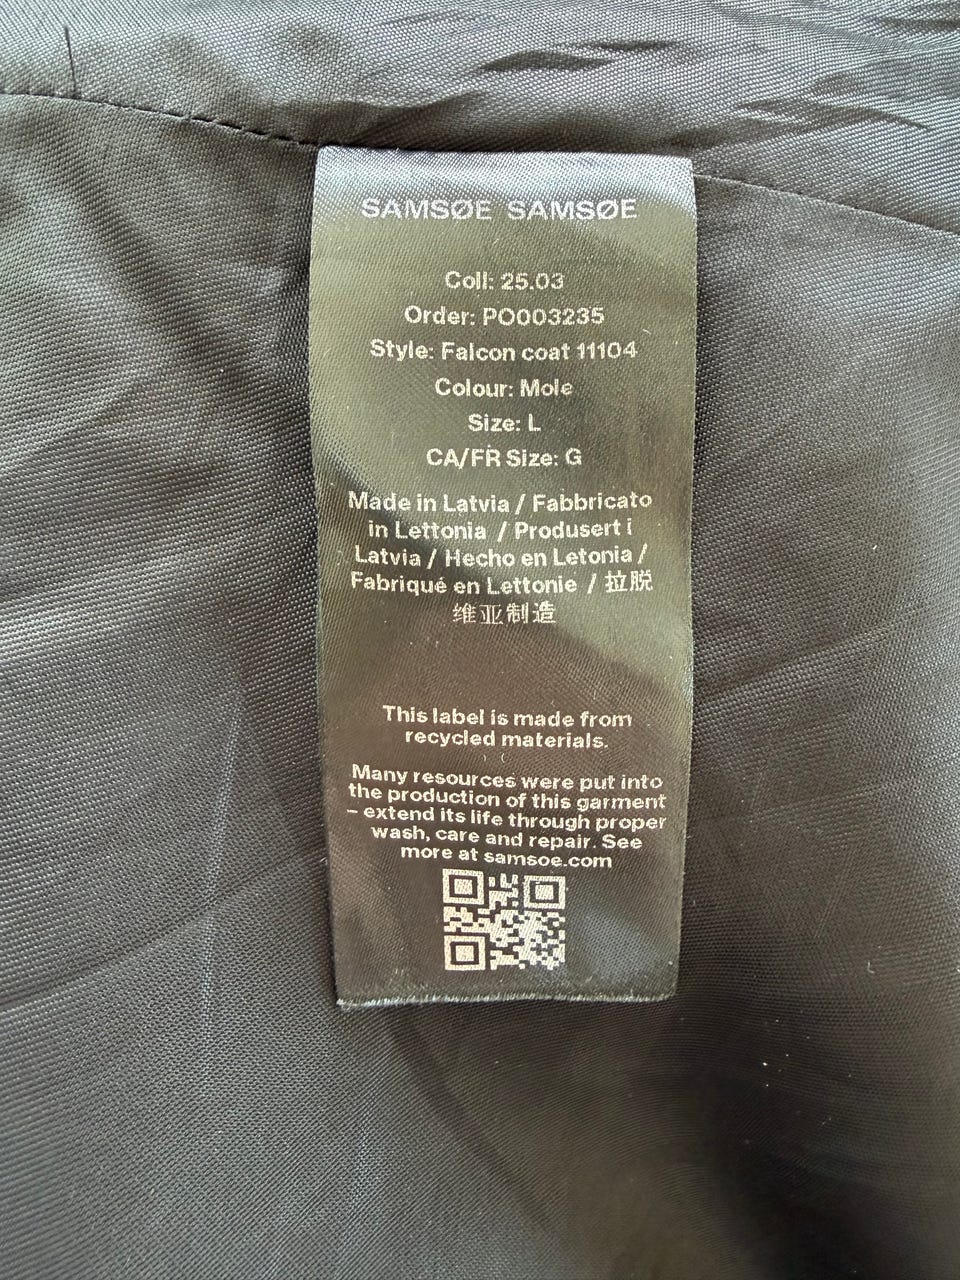 SAMSØE SAMSØE
Coll: 25.03
Order: PO003235
Style: Falcon coat 11104
Colour: Mole
Size: L
CA/FR Size: G
Made in Latvia / Fabbricato
in Lettonia / Produsert i
Latvia / Hecho en Letonia /
Fabriqué en Lettonie / 拉脱
维亚制造
This label is made from
recycled materials.
Many resources were put into
the production of this garment
– extend its life through proper
wash, care and repair. See
more at samsoe.com